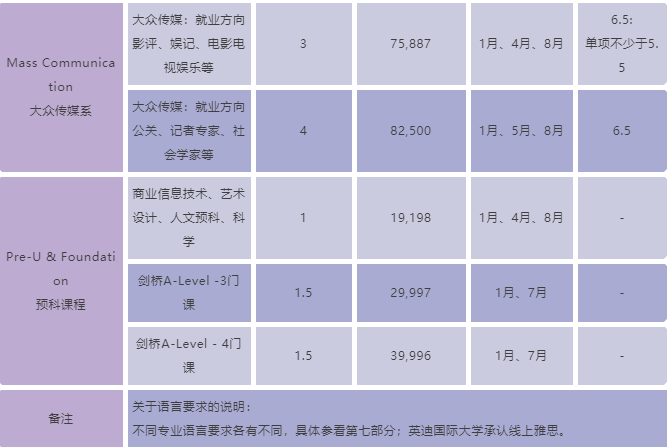 Mass Communica
tion
大众传媒系
大众传媒：就业方向
影评、娱记、电影电
视娱乐等
3
75,887
1月、4月、8月
6.5:
单项不少于5.
5
大众传媒：就业方向
公关、记者专家、社
会学家等
4
82,500
1月、5月、8月
6.5
Pre-U & Foundati
on
预科课程
商业信息技术、艺术
设计、人文预科、科
学
1
19,198
1月、4月、8月
-
剑桥A-Level -3门
课
1.5
29,997
1月、7月
-
剑桥A-Level - 4门
课
1.5
39,996
1月、7月
-
备注
关于语言要求的说明：
不同专业语言要求各有不同，具体参看第七部分；英迪国际大学承认线上雅思。